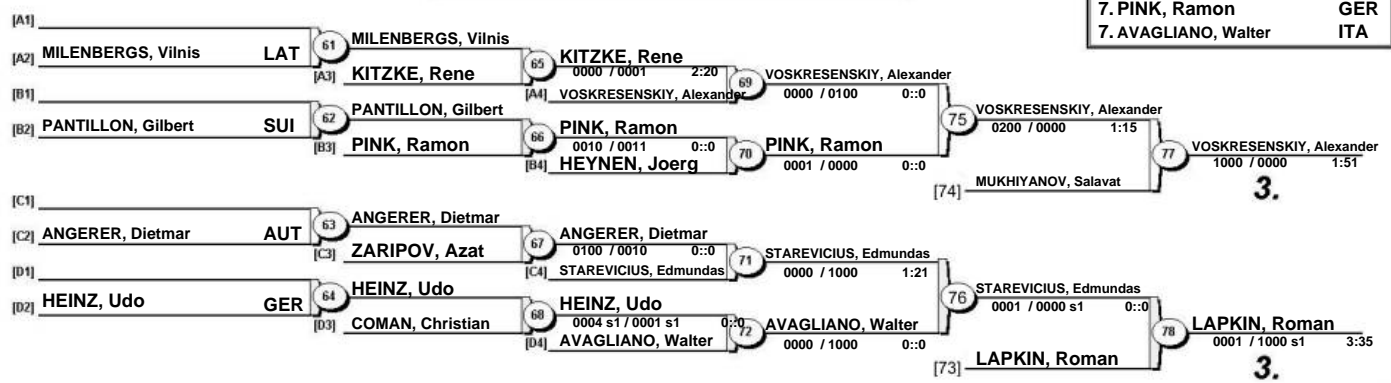 7. PINK, Ramon GER
7. AVAGLIANO, Walter ITA
[A1]
[A2] MILENBERGS, Vilnis LAT
61
MILENBERGS, Vilnis
[A3] KITZKE, Rene
65
KITZKE, Rene
0000 / 0001 2:20
[A4] VOSKRESENSKIY, Alexander
69
VOSKRESENSKIY, Alexander
0000 / 0100 0::0
[B1]
[B2] PANTILLON, Gilbert SUI
62
PANTILLON, Gilbert
[B3] PINK, Ramon
66
PINK, Ramon
0010 / 0011 0::0
[B4] HEYNEN, Joerg
70
PINK, Ramon
0001 / 0000 0::0
75
VOSKRESENSKIY, Alexander
0200 / 0000 1:15
[74] MUKHIYANOV, Salavat
77
VOSKRESENSKIY, Alexander
1000 / 0000 1:51
3.
[C1]
[C2] ANGERER, Dietmar AUT
63
ANGERER, Dietmar
[C3] ZARIPOV, Azat
67
ANGERER, Dietmar
0100 / 0010 0::0
[C4] STAREVICIUS, Edmundas
71
STAREVICIUS, Edmundas
0000 / 1000 1:21
[D1]
[D2] HEINZ, Udo GER
64
HEINZ, Udo
[D3] COMAN, Christian
68
HEINZ, Udo
0004 s1 / 0001 s1 0::0
[D4] AVAGLIANO, Walter
72
AVAGLIANO, Walter
0000 / 1000 0::0
76
STAREVICIUS, Edmundas
0001 / 0000 s1 0::0
[73] LAPKIN, Roman
78
LAPKIN, Roman
0001 / 1000 s1 3:35
3.